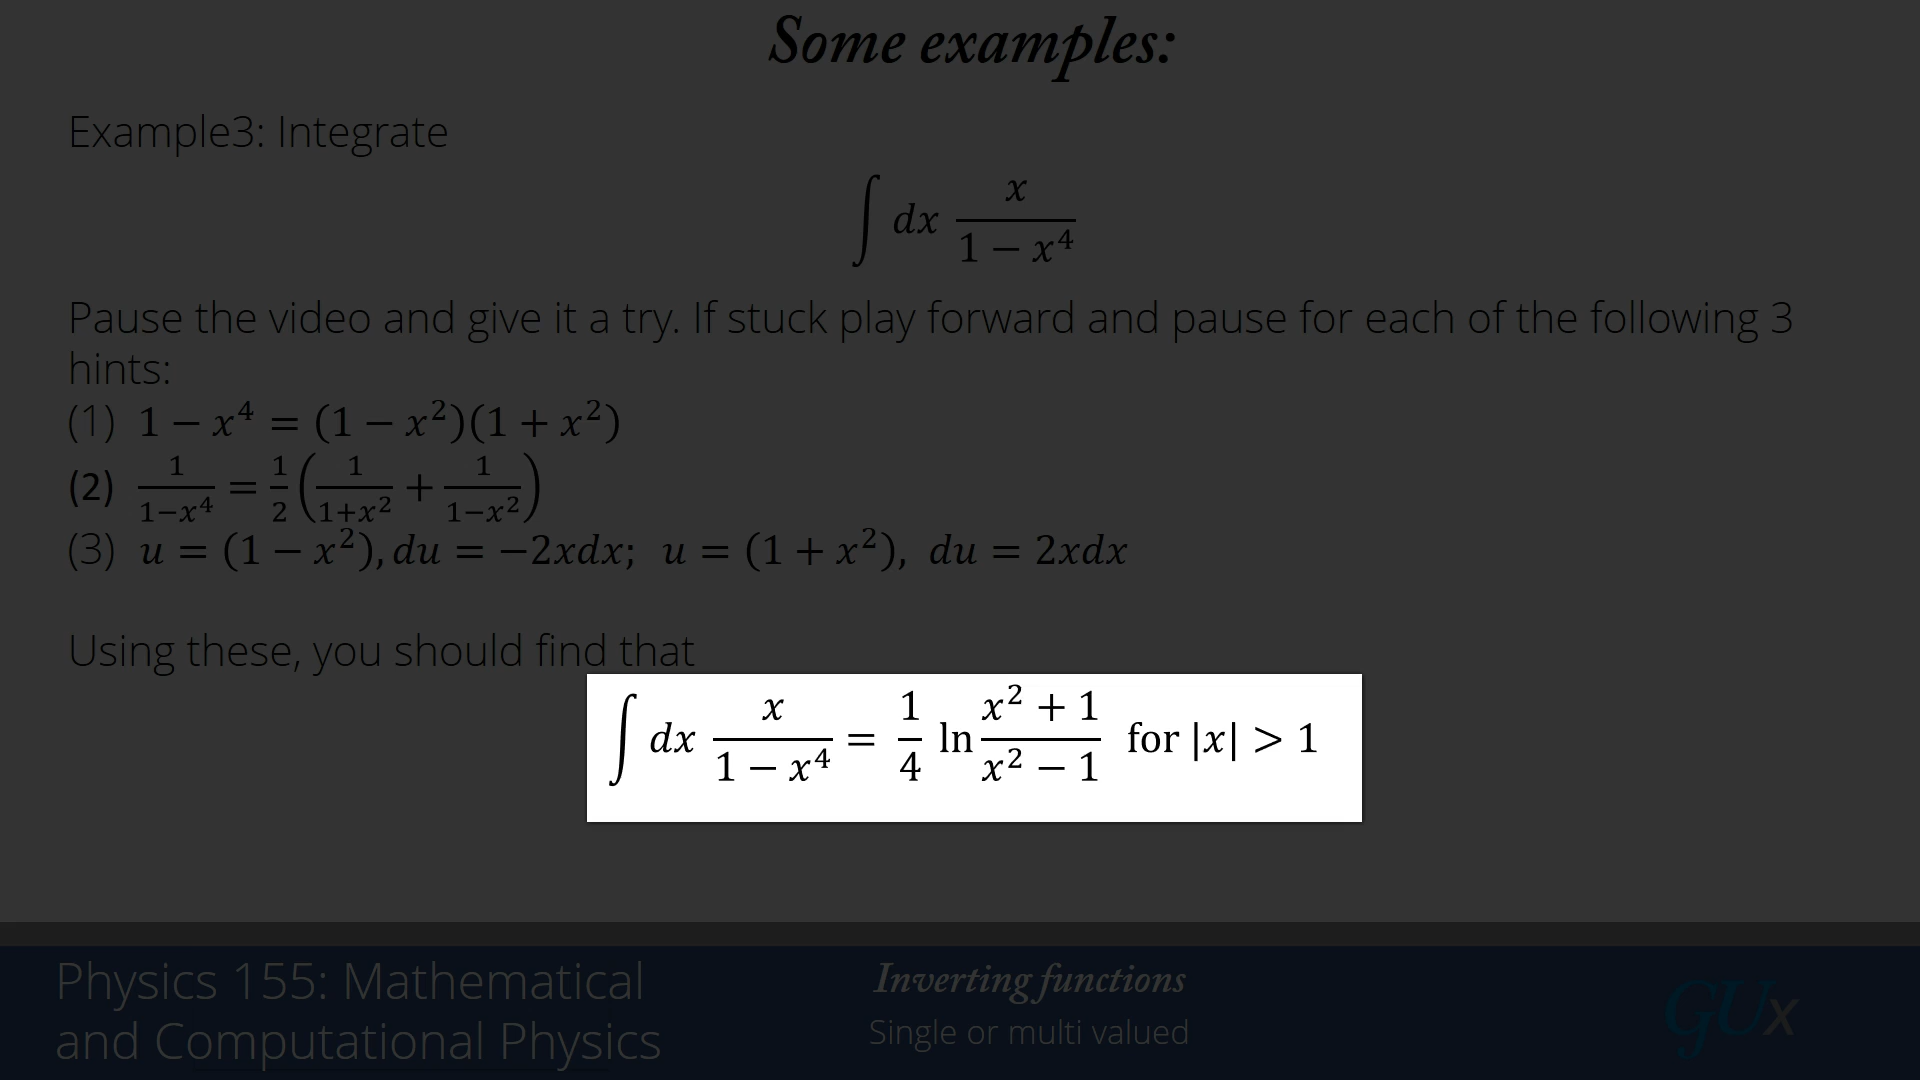 Some examples:
Example3: Integrate
∫ dx x / (1 − x⁴)
Pause the video and give it a try. If stuck play forward and pause for each of the following 3
hints:
(1) 1 − x⁴ = (1 − x²)(1 + x²)
(2) 1/(1−x⁴) = 1/2 (1/(1+x²) + 1/(1−x²))
(3) u = (1 − x²), du = −2xdx; u = (1 + x²), du = 2xdx
Using these, you should find that
∫ dx x / (1 − x⁴) = 1/4 ln (x² + 1)/(x² − 1) for |x| > 1
Physics 155: Mathematical
and Computational Physics
Inverting functions
Single or multi valued
GUx